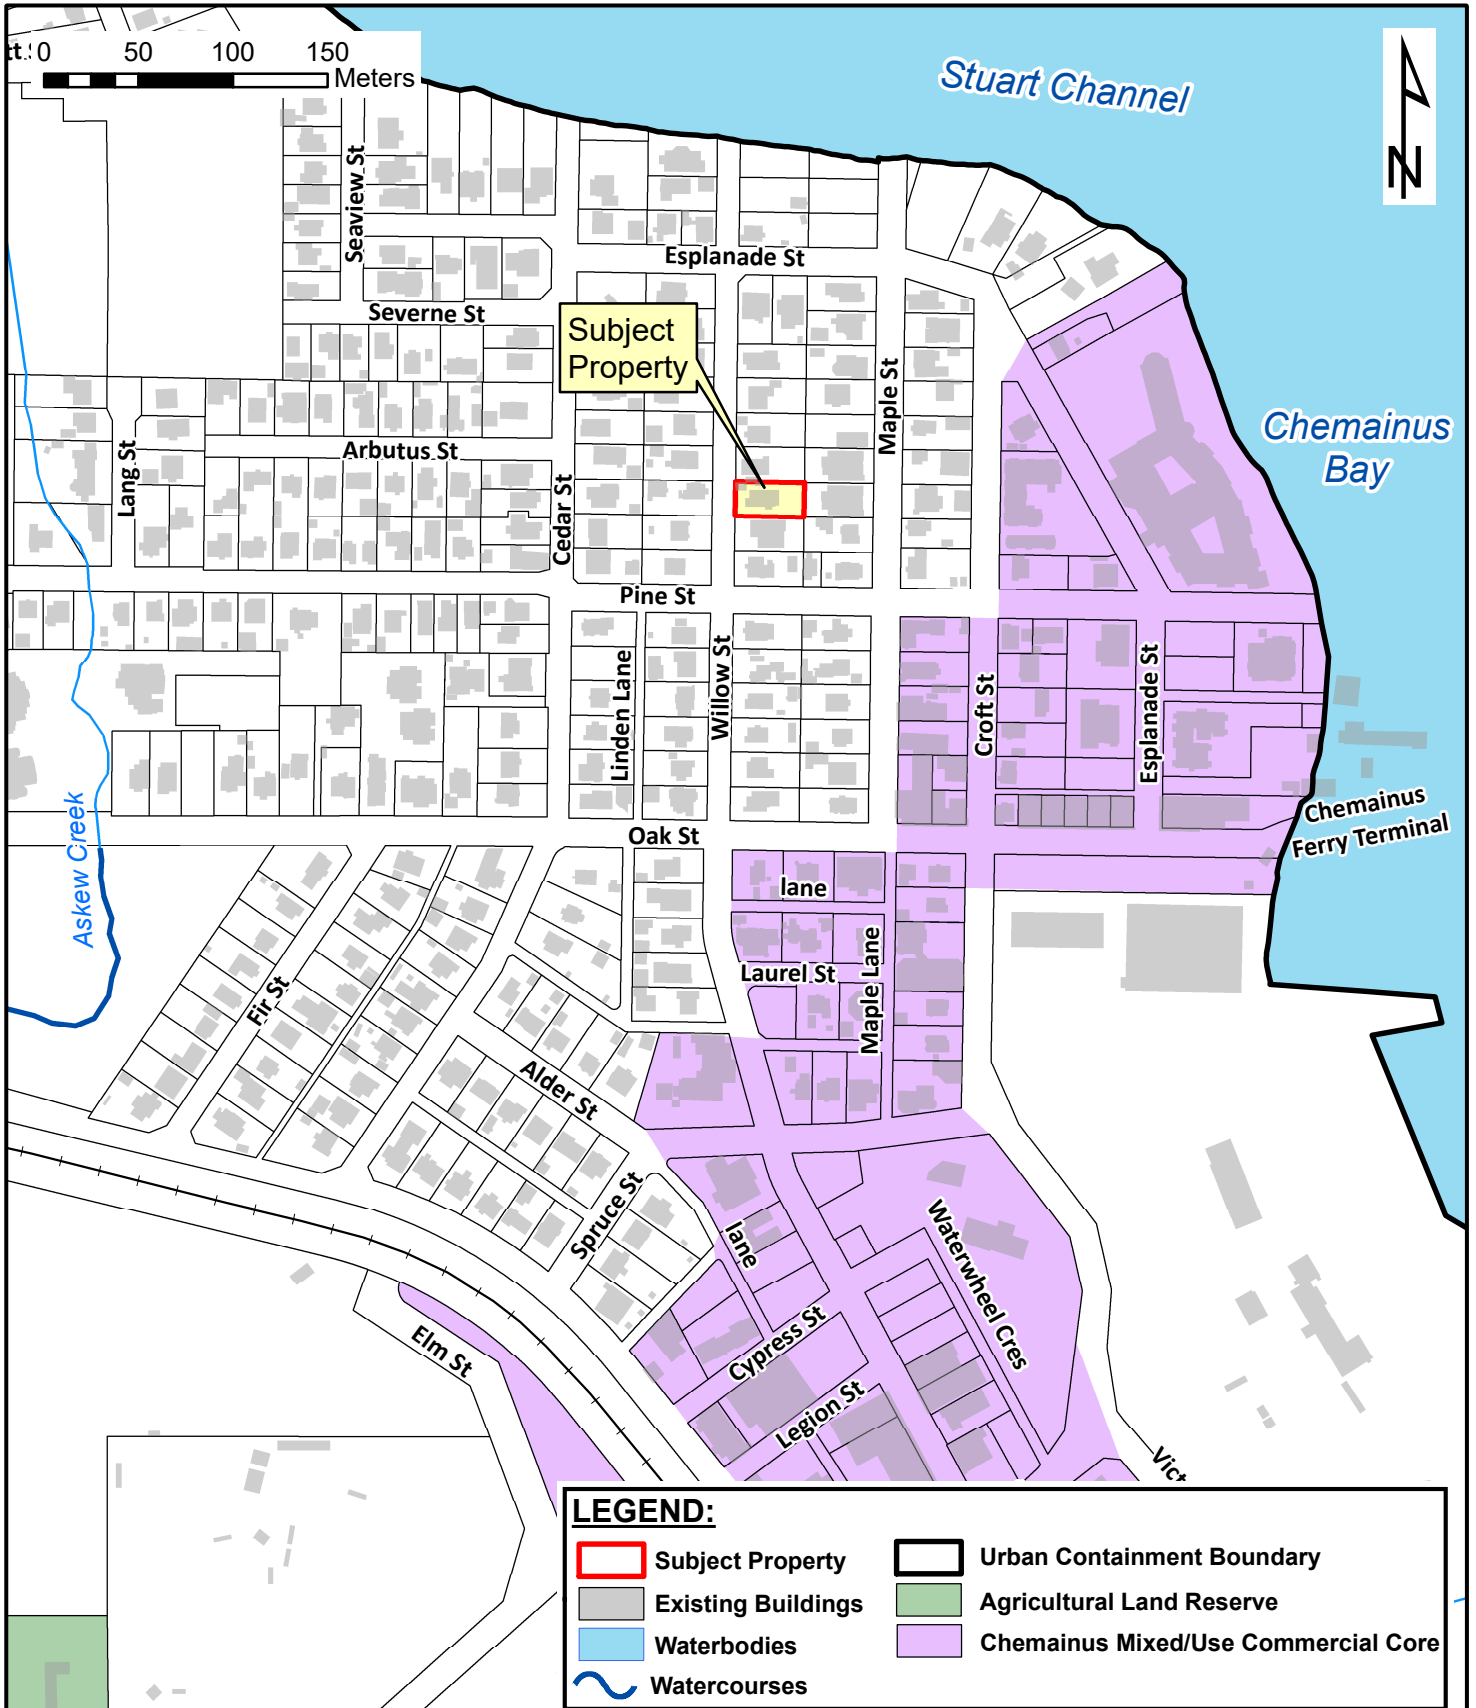 tt
0 50 100 150
Meters
Stuart Channel
N
Seaview St
Esplanade St
Severne St
Subject
Property
Maple St
Chemainus
Bay
Arbutus St
Lang St
Cedar St
Pine St
Linden Lane
Willow St
Croft St
Esplanade St
Chemainus
Ferry Terminal
Oak St
Askew Creek
lane
Laurel St
Maple Lane
Fir St
Alder St
Spruce St
lane
Waterwheel Cres
Elm St
Cypress St
Legion St
Vict
LEGEND:
Subject Property
Urban Containment Boundary
Existing Buildings
Agricultural Land Reserve
Waterbodies
Chemainus Mixed/Use Commercial Core
Watercourses